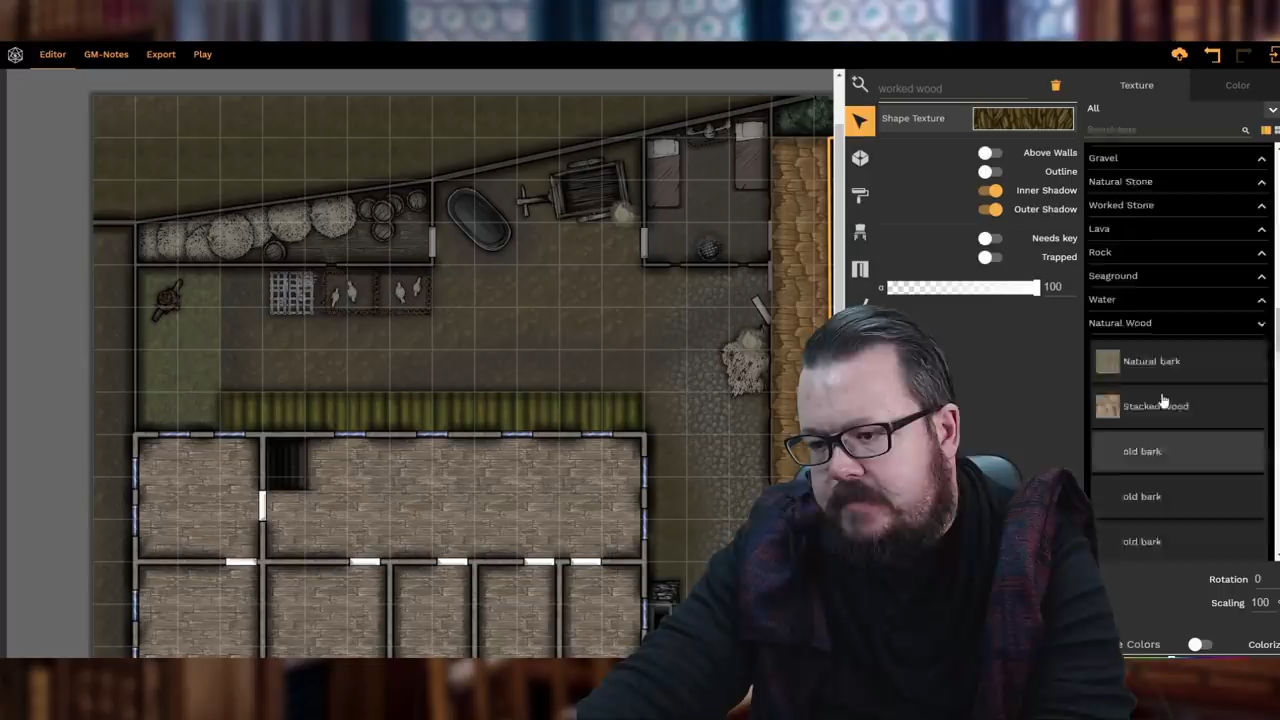 Editor GM-Notes Export Play
worked wood
Texture Color
All
Shape Texture
Search here
Above Walls
Outline
Inner Shadow
Outer Shadow
Needs key
Trapped
α 100
Gravel
Natural Stone
Worked Stone
Lava
Rock
Seaground
Water
Natural Wood
Natural bark
Stacked wood
old bark
old bark
old bark
Rotation 0
Scaling 100
Colors